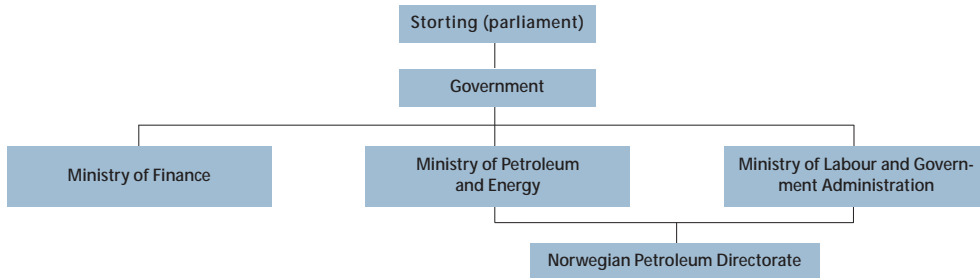 Storting (parliament)
Government
Ministry of Finance
Ministry of Petroleum
and Energy
Ministry of Labour and Govern-
ment Administration
Norwegian Petroleum Directorate